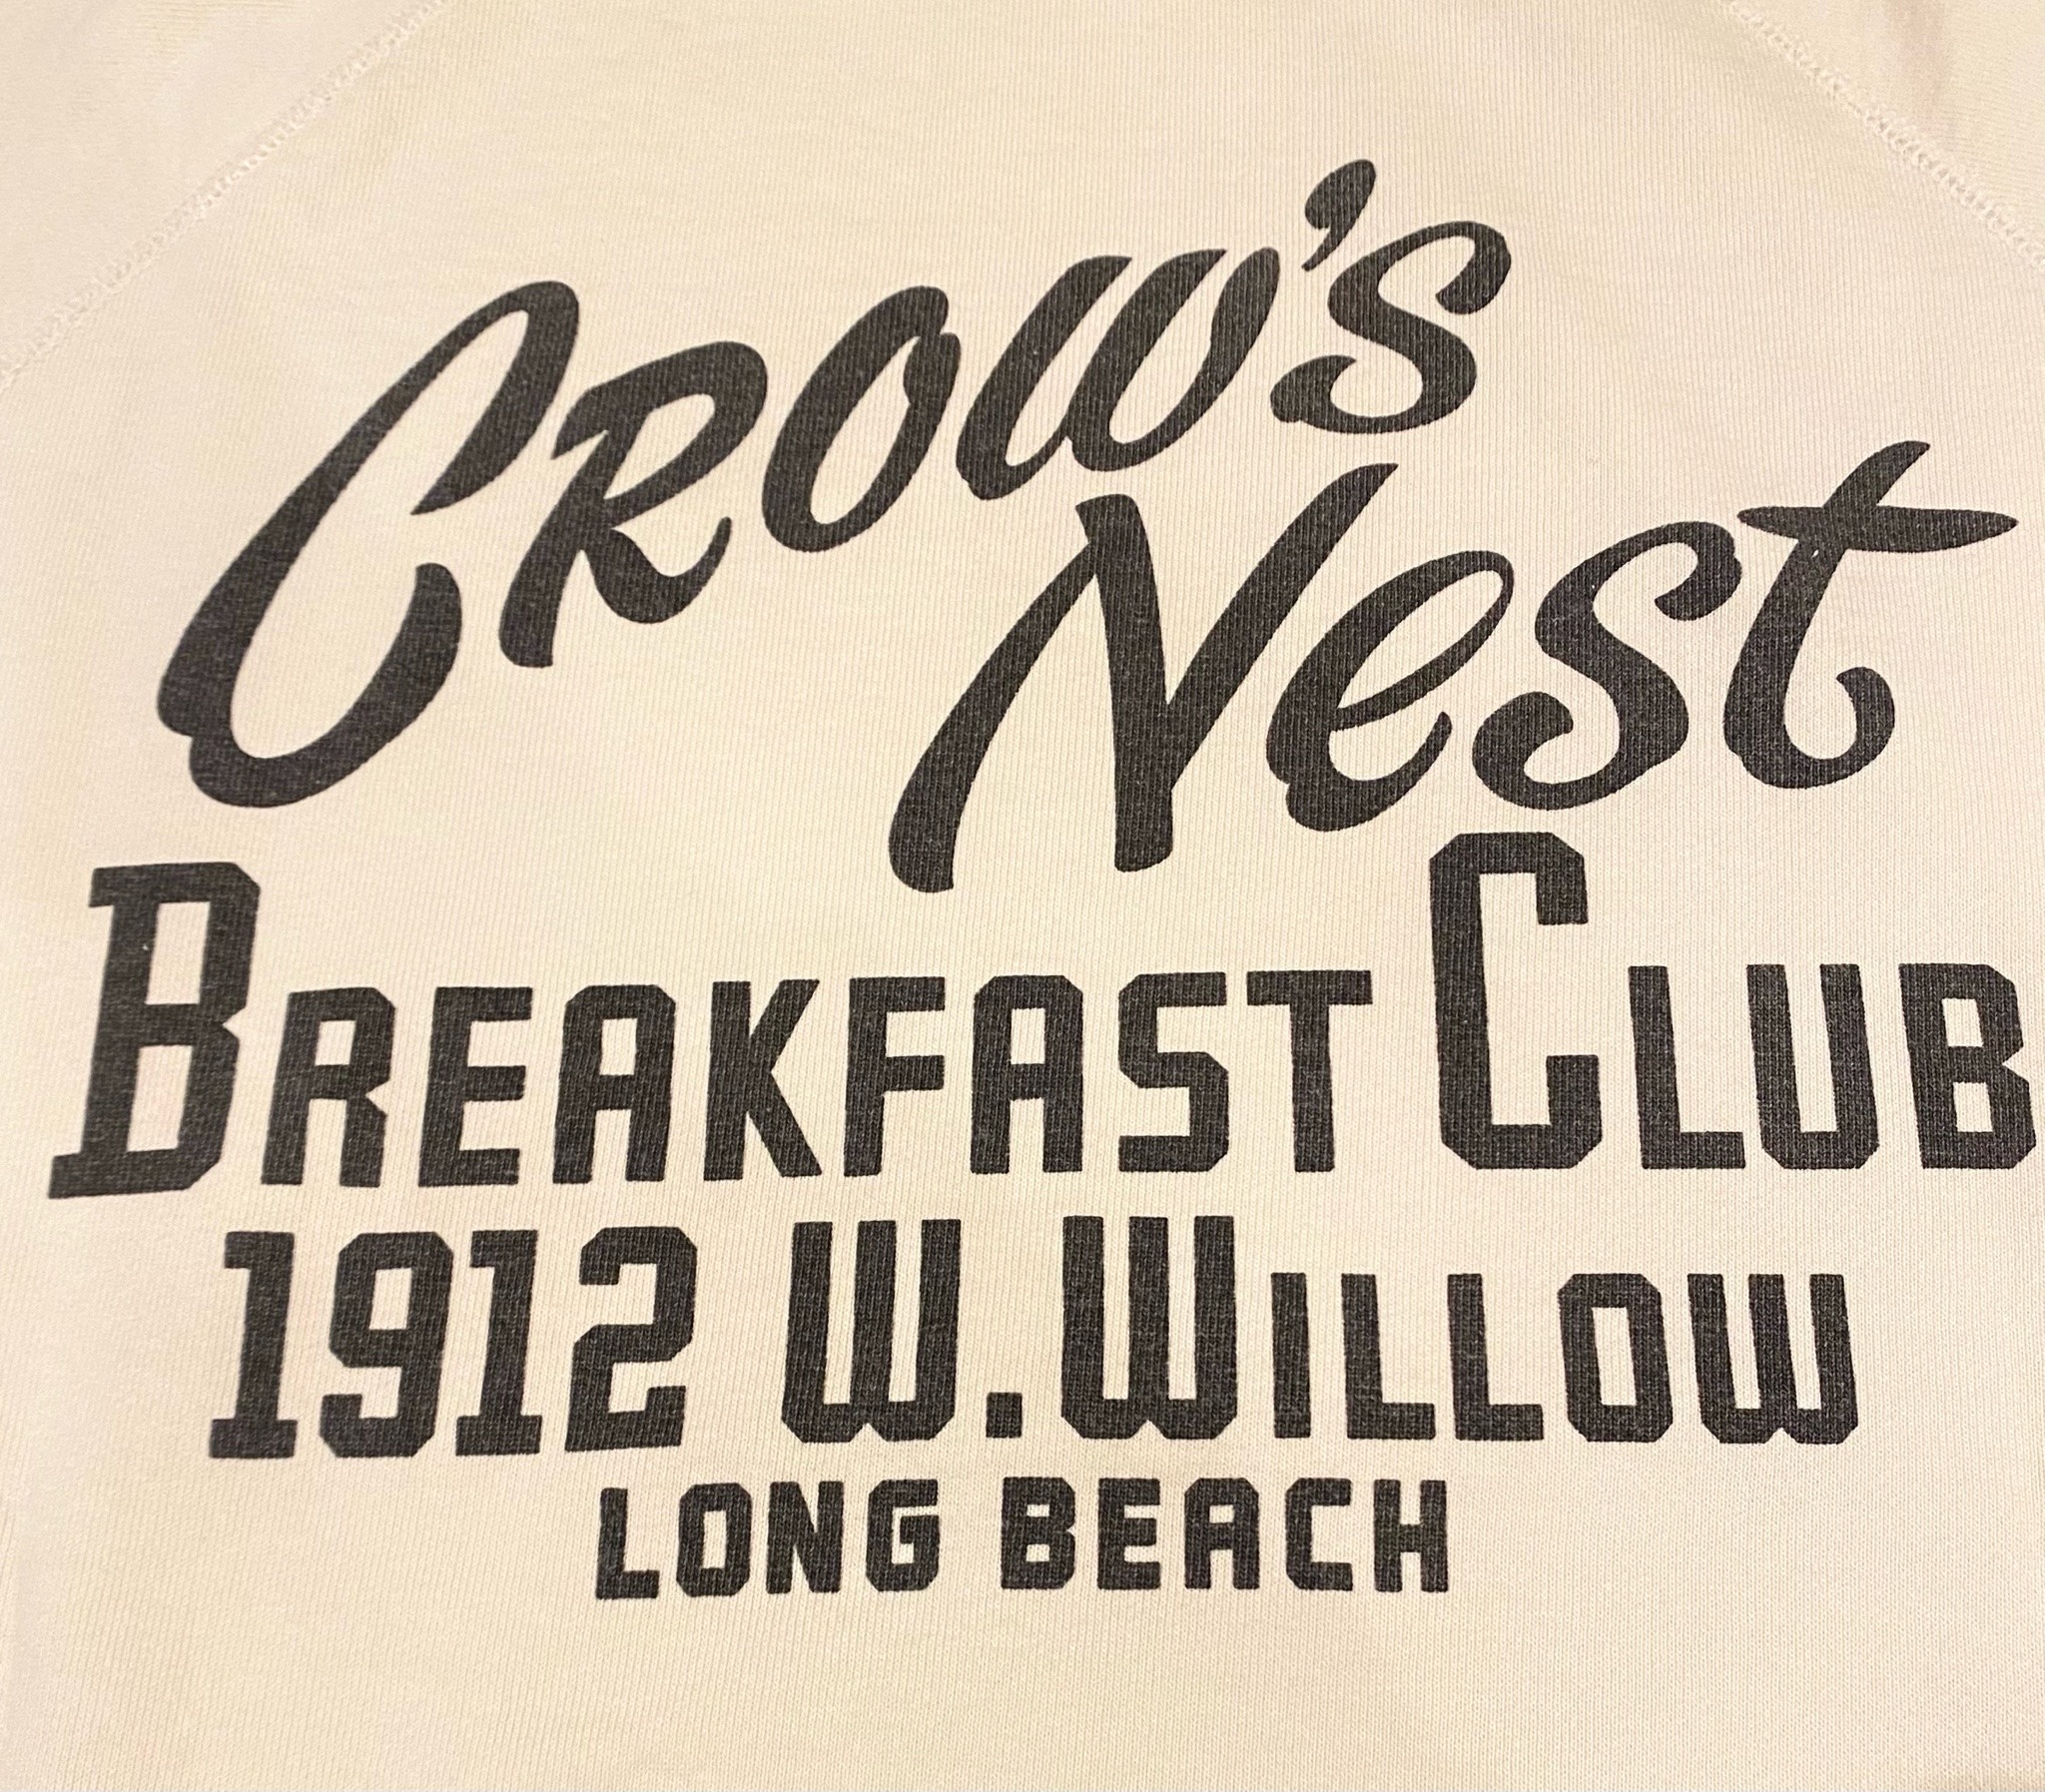 Crow's
Nest
Breakfast Club
1912 W. Willow
LONG BEACH